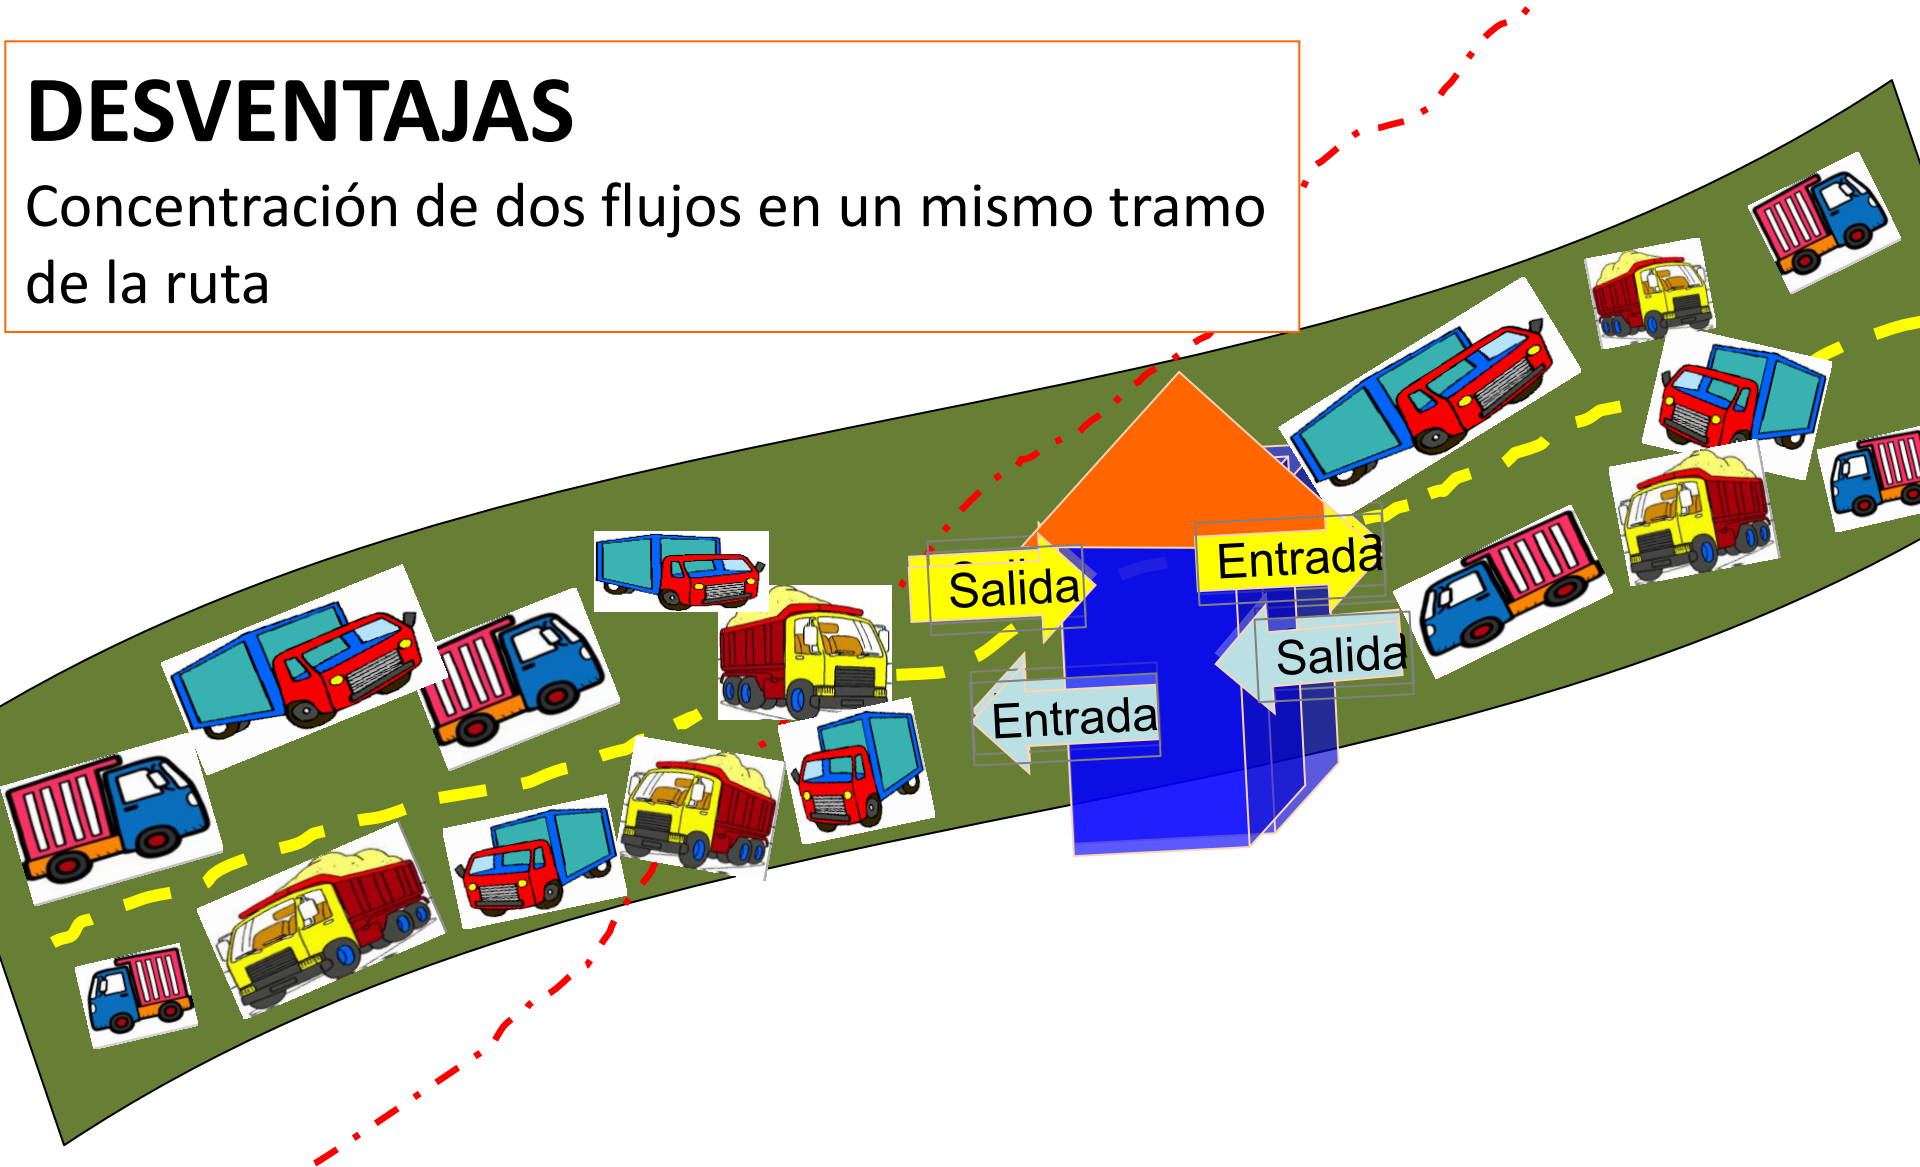 DESVENTAJAS
Concentración de dos flujos en un mismo tramo
de la ruta
Salida
Entrada
Entrada
Salida